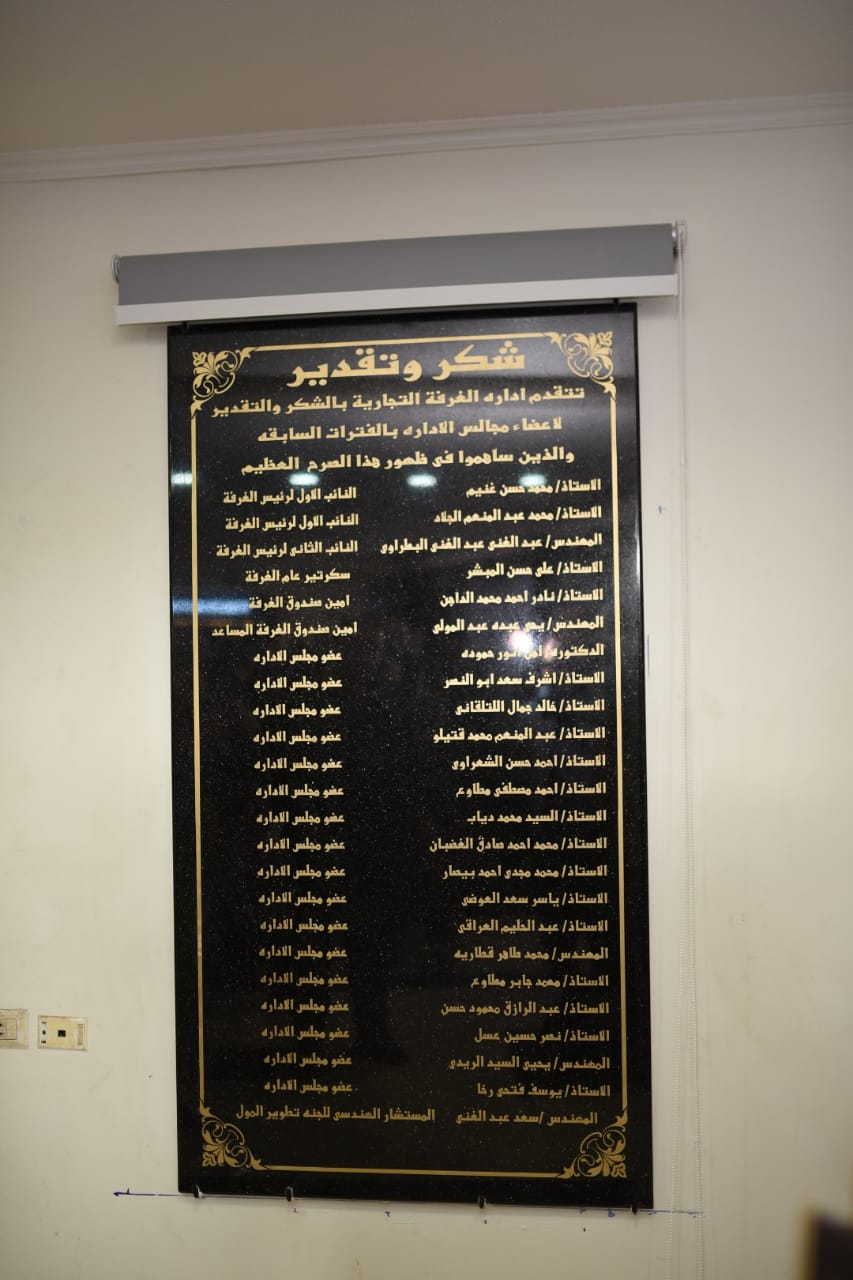 شكر وتقدير
تتقدم اداره الغرفة التجارية بالشكر والتقدير
لاعضاء مجالس الاداره بالفترات السابقه
والذين ساهموا فى ظهور هذا الصرح العظيم
الاستاذ/ محمد حسن غنيم النائب الاول لرئيس الغرفة
الاستاذ/ محمد عبد المنعم الجلاد النائب الاول لرئيس الغرفة
المهندس/ عبد الغنى عبد الغنى البطراوى النائب الثانى لرئيس الغرفة
الاستاذ/ على حسن المبشر سكرتير عام الغرفة
الاستاذ/ نادر احمد محمد الداجن امين صندوق الغرفة
المهندس/ يحى عبده عبد المولى امين صندوق الغرفة المساعد
الدكتوره/ انور حموده عضو مجلس الاداره
الاستاذ/ اشرف سعد ابو النصر عضو مجلس الاداره
الاستاذ/ خالد جمال اللتلقانى عضو مجلس الاداره
الاستاذ/ عبد المنعم محمد قتيلو عضو مجلس الاداره
الاستاذ/ احمد حسن الشعراوى عضو مجلس الاداره
الاستاذ/ احمد مصطفى مطاوع عضو مجلس الاداره
الاستاذ/ السيد محمد دياب عضو مجلس الاداره
الاستاذ/ محمد احمد صادق الغضبان عضو مجلس الاداره
الاستاذ/ محمد مجدى احمد بيصار عضو مجلس الاداره
الاستاذ/ ياسر سعد العوضى عضو مجلس الاداره
الاستاذ/ عبد الحليم العراقى عضو مجلس الاداره
المهندس/ محمد طاهر قطاريه عضو مجلس الاداره
الاستاذ/ محمد جابر مطاوع عضو مجلس الاداره
الاستاذ/ عبد الرازق محمود حسن عضو مجلس الاداره
الاستاذ/ نصر حسين عسل عضو مجلس الاداره
المهندس/ يحيى السيد الريدى عضو مجلس الاداره
الاستاذ/ يوسف فتحى رخا عضو مجلس الاداره
المهندس /سعد عبد الغنى المستشار الهندسى للجنه تطوير المول